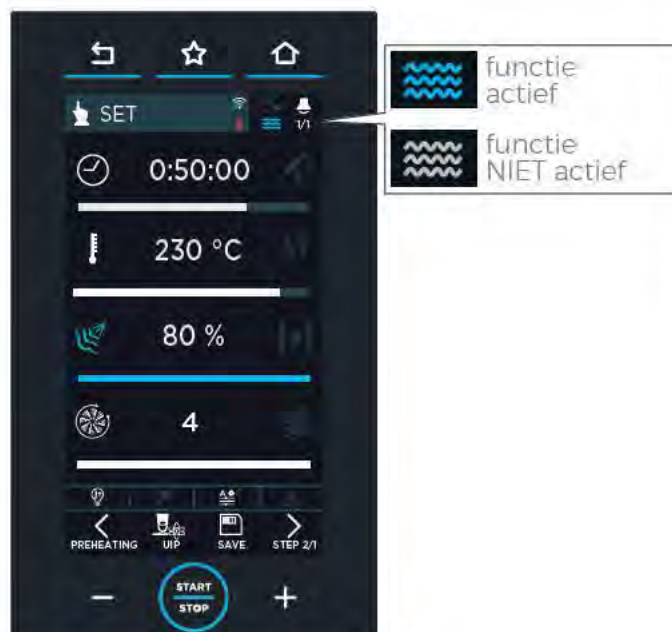 SET
1/1
functie
actief
functie
NIET actief
0:50:00
230 °C
80 %
4
PREHEATING
UIP
SAVE
STEP 2/1
START
STOP